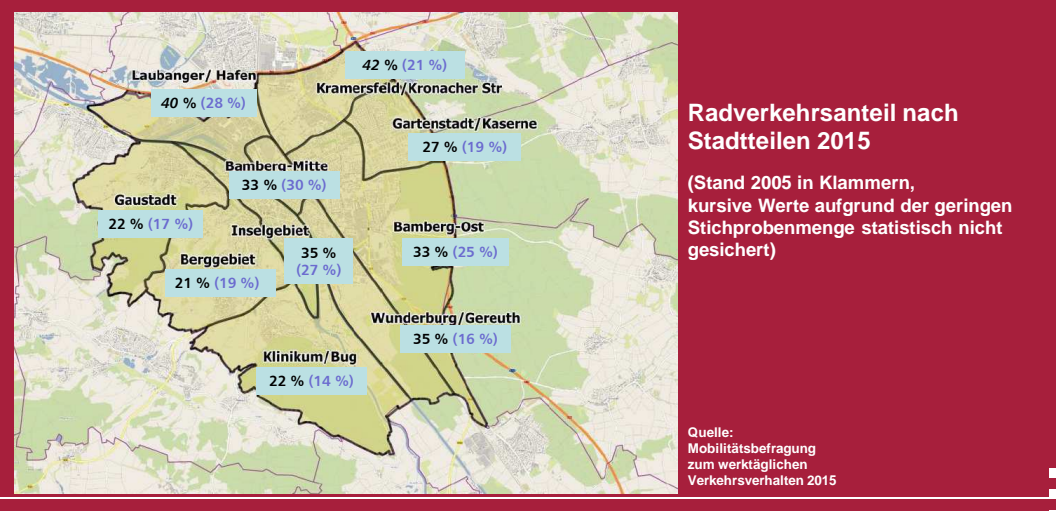 Laubanger/ Hafen
40 % (28 %)
42 % (21 %)
Kramersfeld/Kronacher Str
Gartenstadt/Kaserne
27 % (19 %)
Bamberg-Mitte
33 % (30 %)
Gaustadt
22 % (17 %)
Inselgebiet
35 %
(27 %)
Bamberg-Ost
33 % (25 %)
Berggebiet
21 % (19 %)
Wunderburg/Gereuth
35 % (16 %)
Klinikum/Bug
22 % (14 %)
Radverkehrsanteil nach
Stadtteilen 2015
(Stand 2005 in Klammern,
kursive Werte aufgrund der geringen
Stichprobenmenge statistisch nicht
gesichert)
Quelle:
Mobilitätsbefragung
zum werktäglichen
Verkehrsverhalten 2015